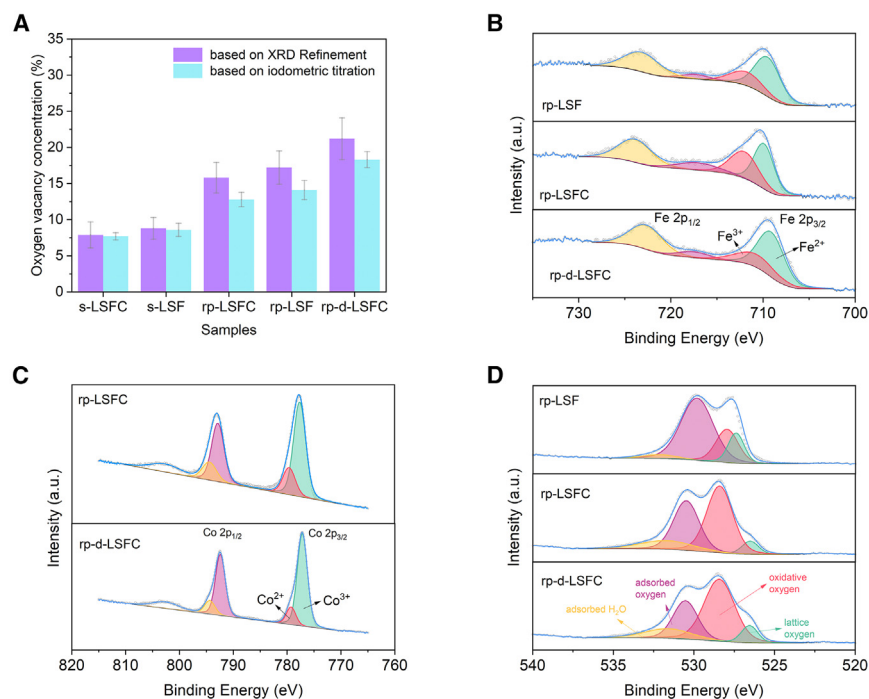 A
Oxygen vacancy concentration (%)
40
35
30
25
20
15
10
5
0
based on XRD Refinement
based on iodometric titration
s-LSFC s-LSF rp-LSFC rp-LSF rp-d-LSFC
Samples
B
Intensity (a.u.)
rp-LSF
rp-LSFC
Fe 2p1/2 Fe 2p3/2
Fe3+
Fe2+
rp-d-LSFC
730 720 710 700
Binding Energy (eV)
C
Intensity (a.u.)
rp-LSFC
rp-d-LSFC
Co 2p1/2 Co 2p3/2
Co2+ Co3+
820 810 800 790 780 770 760
Binding Energy (eV)
D
Intensity (a.u.)
rp-LSF
rp-LSFC
rp-d-LSFC
adsorbed H2O
adsorbed
oxygen
oxidative
oxygen
lattice
oxygen
540 535 530 525 520
Binding Energy (eV)